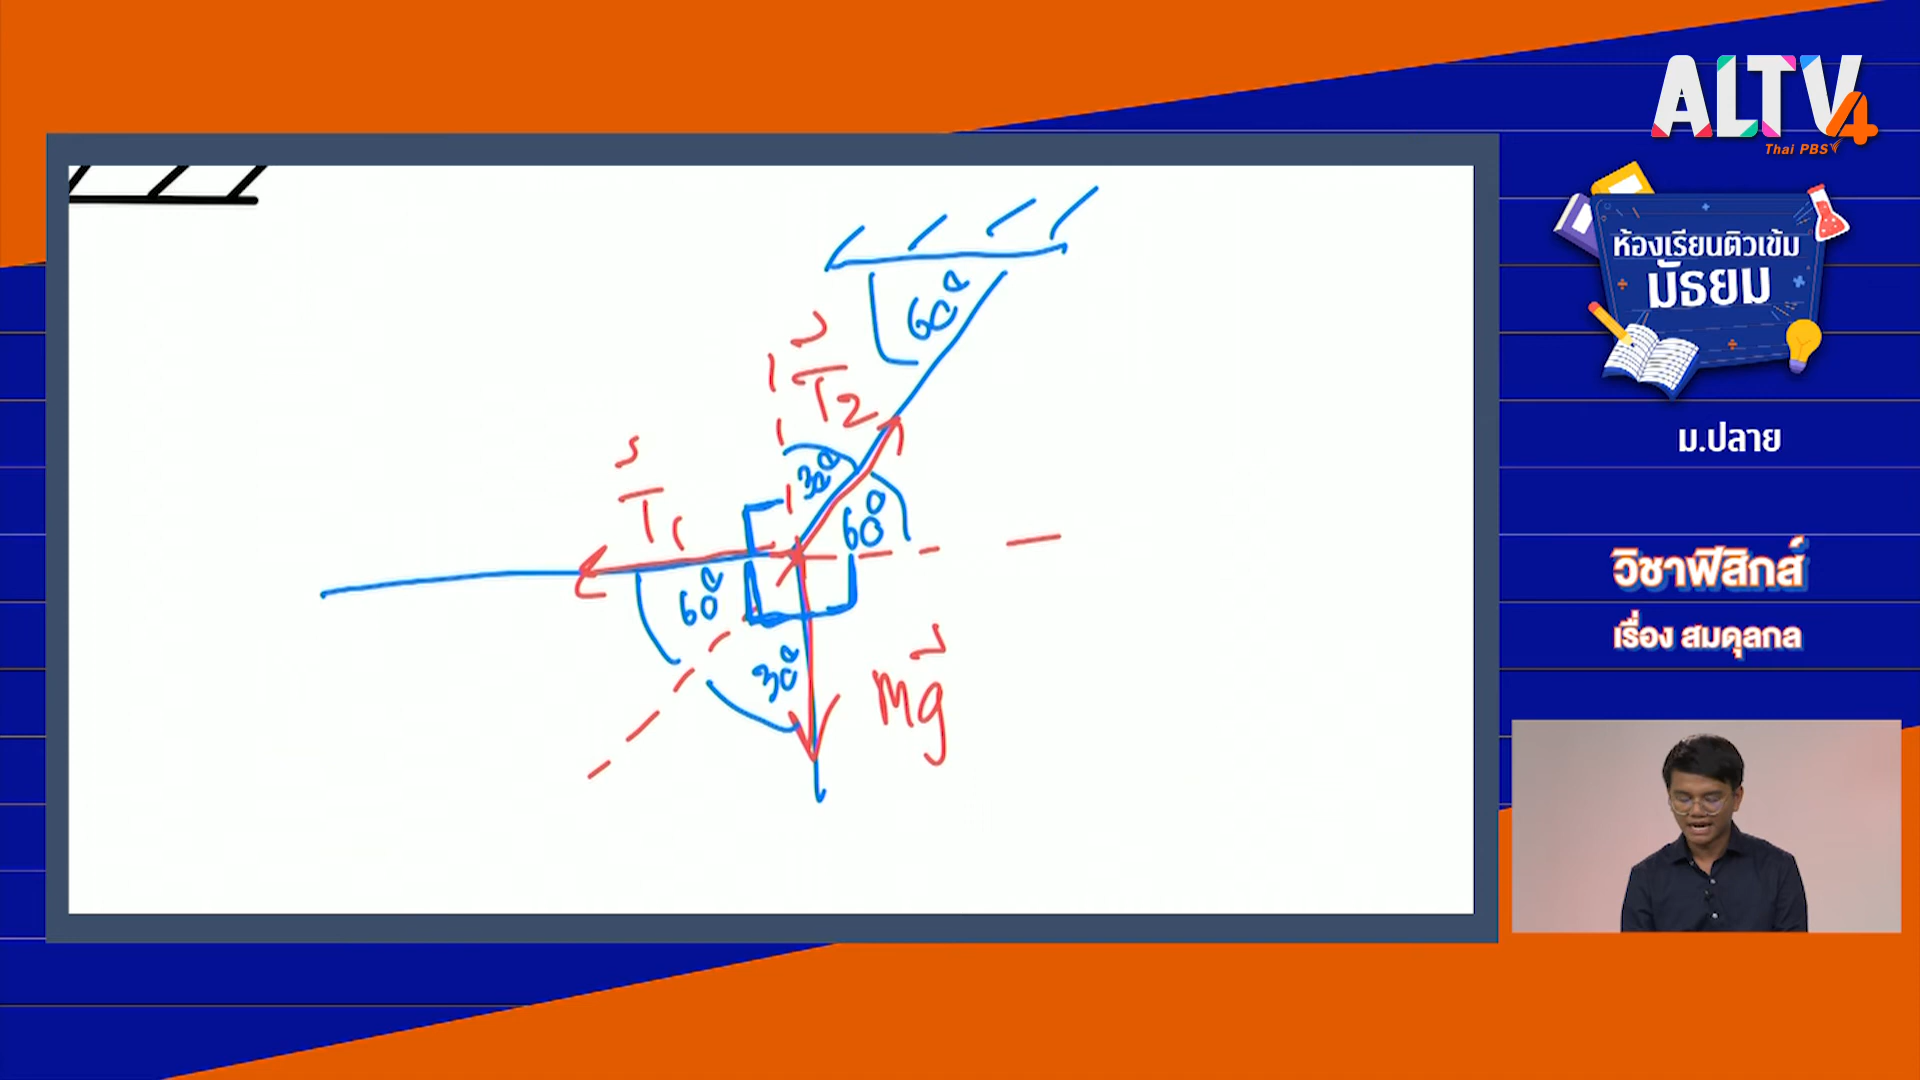 ALTV4
Thai PBS
ห้องเรียนติวเข้ม
มัธยม
ม.ปลาย
วิชาฟิสิกส์
เรื่อง สมดุลกล
60°
T2
30°
T1
60°
60°
30°
mg